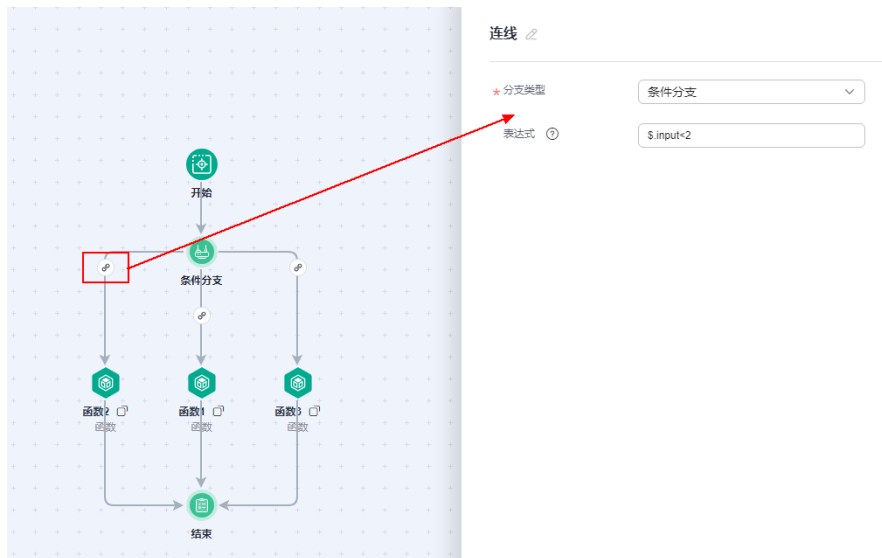 开始
条件分支
函数2
函数
函数1
函数
函数3
函数
结束
连线
* 分支类型
条件分支
表达式 ?
$.input<2